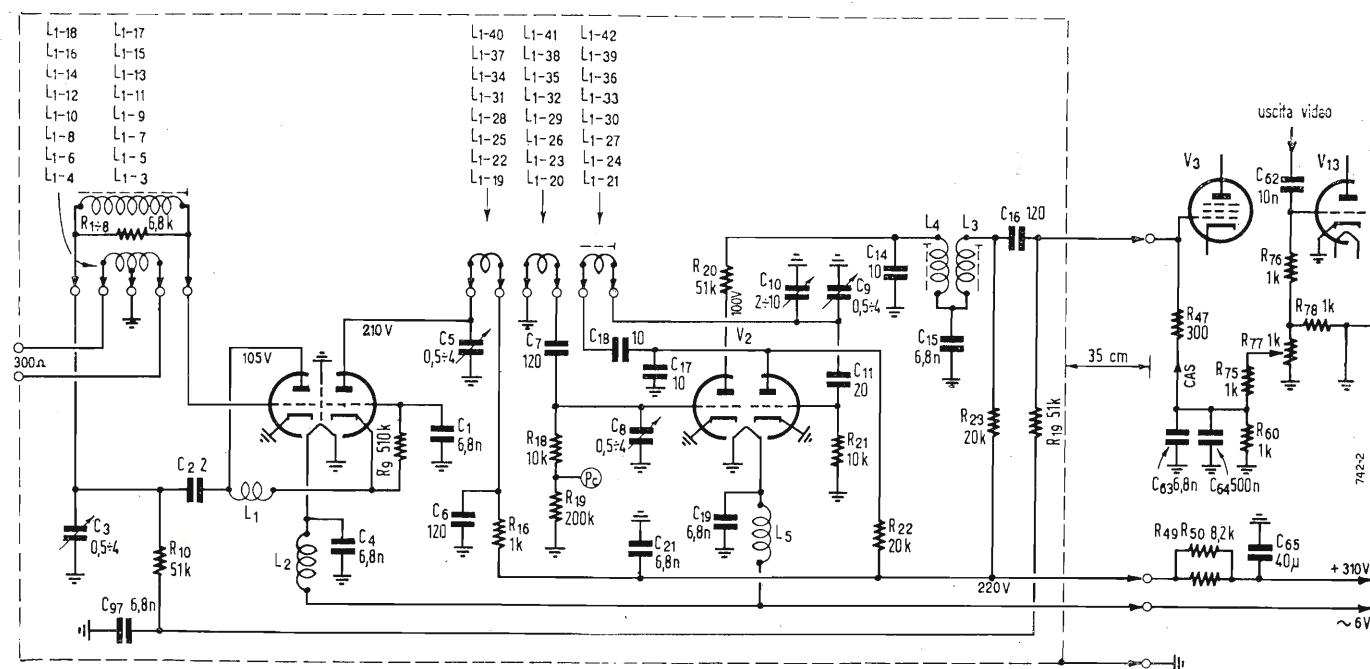 L1-18 L1-17
L1-16 L1-15
L1-14 L1-13
L1-12 L1-11
L1-10 L1-9
L1-8 L1-7
L1-6 L1-5
L1-4 L1-3
L1-40 L1-41 L1-42
L1-37 L1-38 L1-39
L1-34 L1-35 L1-36
L1-31 L1-32 L1-33
L1-28 L1-29 L1-30
L1-25 L1-26 L1-27
L1-22 L1-23 L1-24
L1-19 L1-20 L1-21
R1÷8 6,8k
300Ω
105V
210V
C5
0,5÷4
C7
120
C18 10
C17
10
R20
51k
100V
C10
2÷10
C9
0,5÷4
C14
10
L4 L3
C16 120
C15
6,8n
V2
C11
20
35 cm
V3
uscita video
C62
10n
V13
R76
1k
R78 1k
R77 1k
R75
1k
R47
300
CAS
R60
1k
C63 6,8n
C64 500n
742-2
R9 510k
C1
6,8n
C2 2
L1
C3
0,5÷4
R10
51k
C97 6,8n
L2
C4
6,8n
C6
120
R16
1k
R18
10k
Pc
R19
200k
C8
0,5÷4
C21
6,8n
C19
6,8n
L5
R21
10k
R22
20k
R23
20k
R19 51k
220V
R49 R50 8,2k
C65
40µ
+310V
~6V